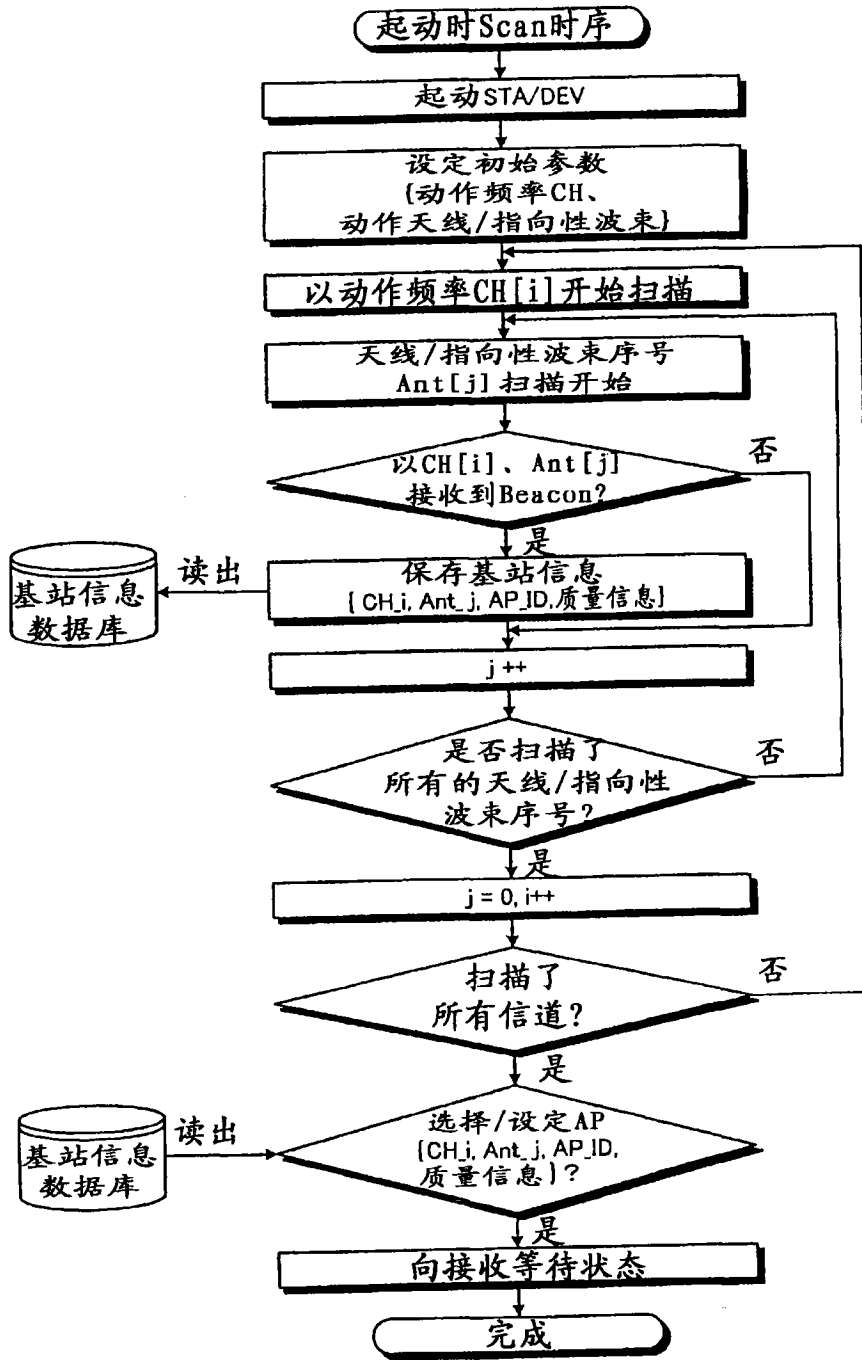 起动时Scan时序
起动STA/DEV
设定初始参数
{动作频率CH、
动作天线/指向性波束}
以动作频率CH[i]开始扫描
天线/指向性波束序号
Ant[j]扫描开始
以CH[i]、Ant[j]
接收到Beacon?
否
是
保存基站信息
{CH_i, Ant_j, AP_ID,质量信息}
读出
基站信息
数据库
j ++
是否扫描了
所有的天线/指向性
波束序号?
否
是
j = 0, i++
扫描了
所有信道?
否
是
选择/设定AP
{CH_i, Ant_j, AP_ID,
质量信息}?
读出
基站信息
数据库
是
向接收等待状态
完成